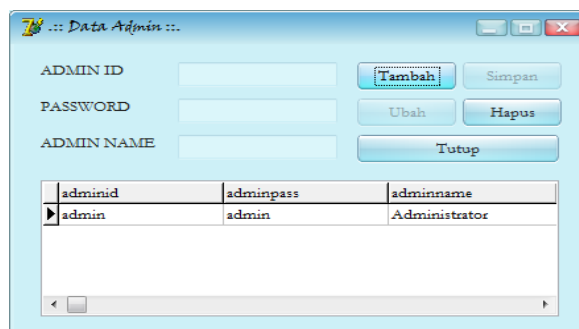 .:: Data Admin ::.
ADMIN ID
Tambah Simpan
PASSWORD
Ubah Hapus
ADMIN NAME
Tutup
adminid adminpass adminname
admin admin Administrator